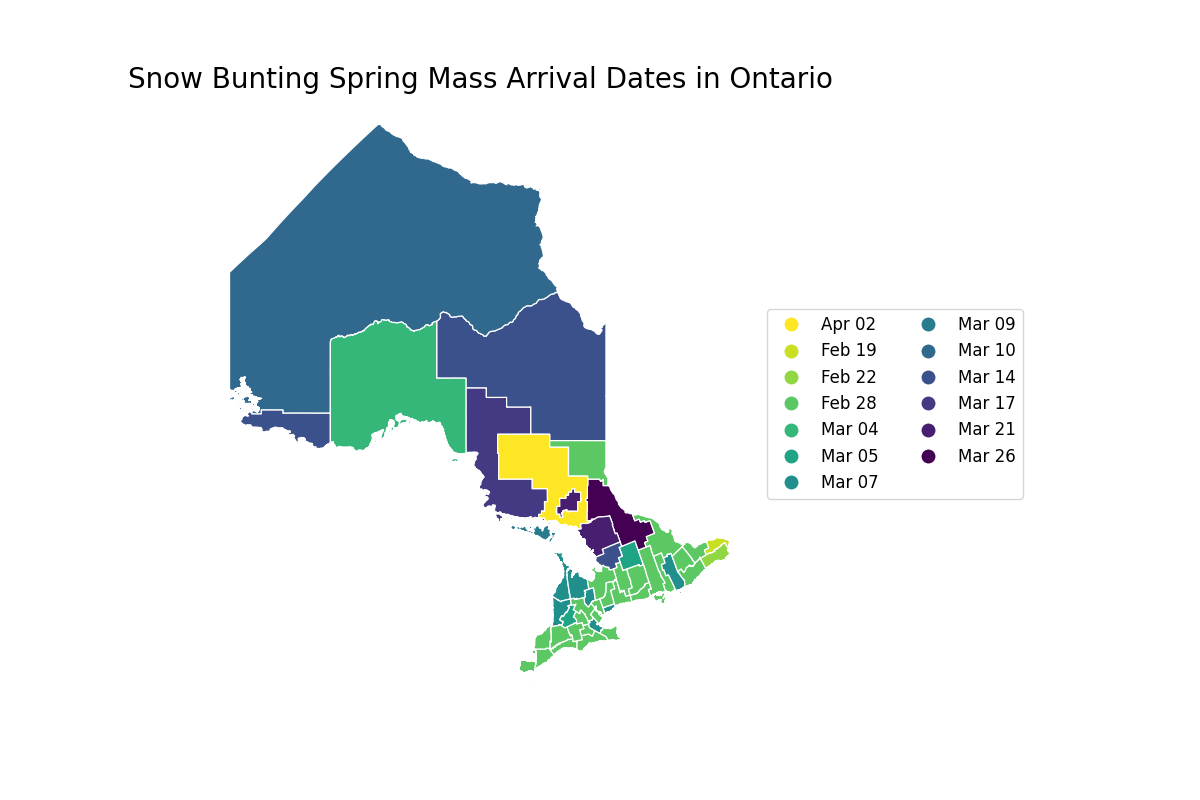 Snow Bunting Spring Mass Arrival Dates in Ontario
Apr 02
Feb 19
Feb 22
Feb 28
Mar 04
Mar 05
Mar 07
Mar 09
Mar 10
Mar 14
Mar 17
Mar 21
Mar 26